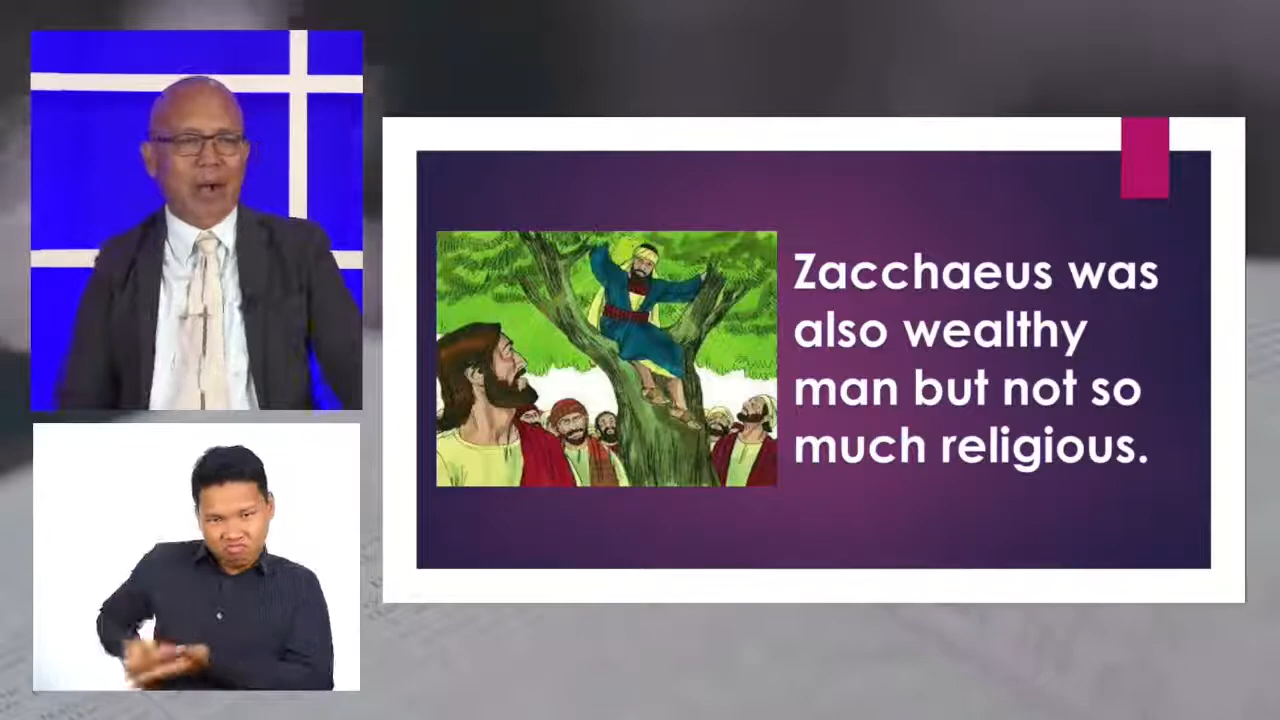 Zacchaeus was
also wealthy
man but not so
much religious.